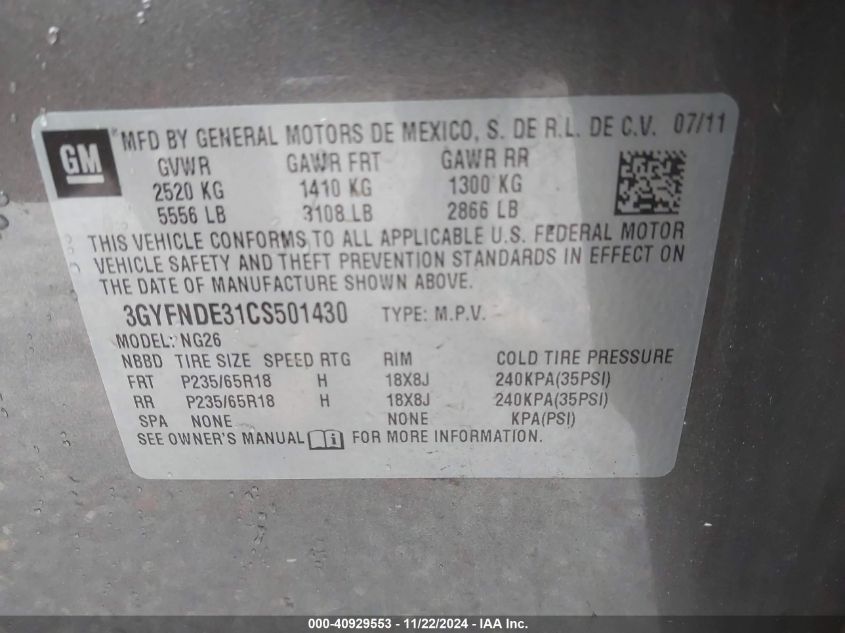 GM
*MFD BY GENERAL MOTORS DE MEXICO, S. DE R.L. DE C.V. 07/11
GVWR GAWR FRT GAWR RR
2520 KG 1410 KG 1300 KG
5556 LB 3108 LB 2866 LB
THIS VEHICLE CONFORMS TO ALL APPLICABLE U.S. FEDERAL MOTOR
VEHICLE SAFETY AND THEFT PREVENTION STANDARDS IN EFFECT ON
THE DATE OF MANUFACTURE SHOWN ABOVE.
3GYFNDE31CS501430 TYPE: M.P.V.
MODEL: NG26
NBBD TIRE SIZE SPEED RTG RIM COLD TIRE PRESSURE
FRT P235/65R18 H 18X8J 240KPA(35PSI)
RR P235/65R18 H 18X8J 240KPA(35PSI)
SPA NONE NONE KPA(PSI)
SEE OWNER'S MANUAL i FOR MORE INFORMATION.
000-40929553 - 11/22/2024 - IAA Inc.